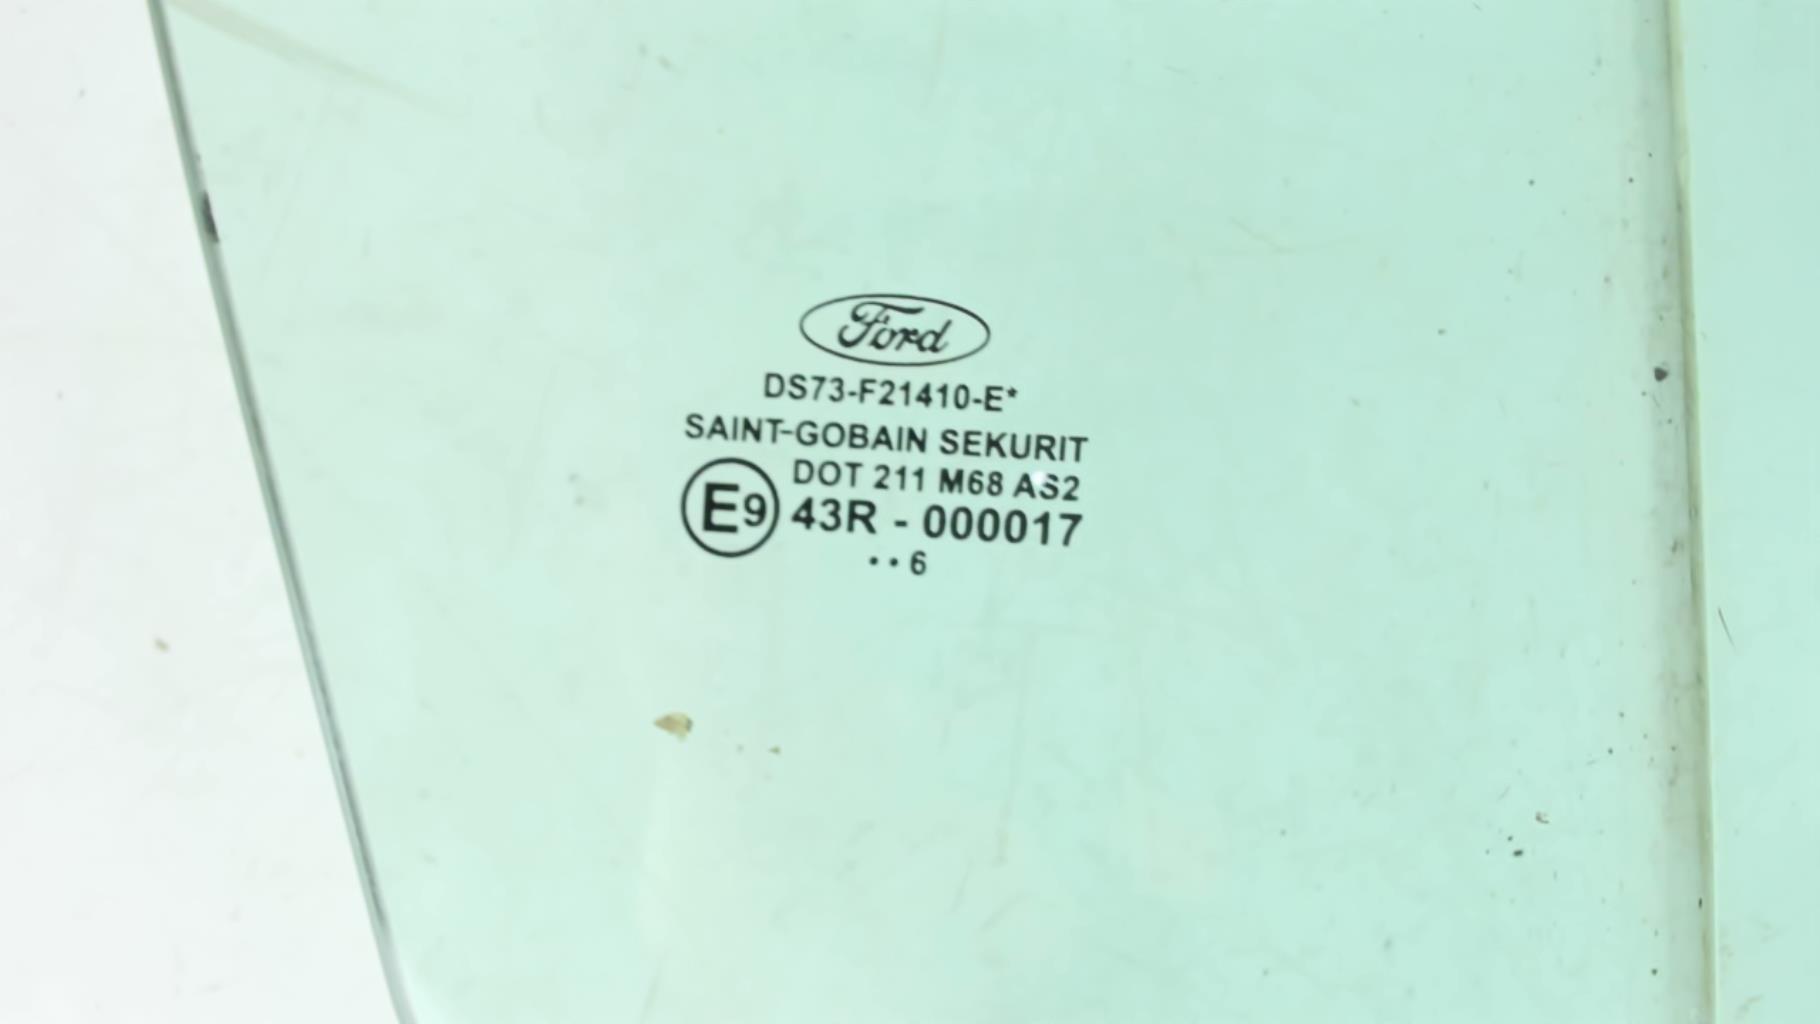 Ford
DS73-F21410-E*
SAINT-GOBAIN SEKURIT
DOT 211 M68 AS2
E9 43R - 000017
••6